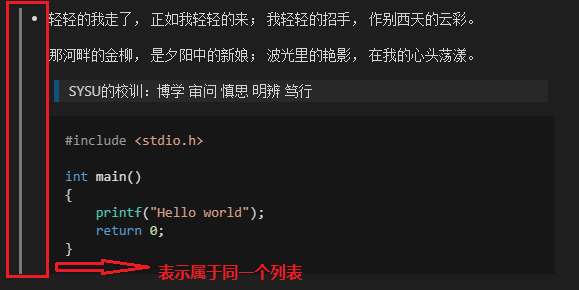 轻轻的我走了，正如我轻轻的来；我轻轻的招手，作别西天的云彩。
那河畔的金柳，是夕阳中的新娘；波光里的艳影，在我的心头荡漾。
SYSU的校训：博学 审问 慎思 明辨 笃行
#include <stdio.h>
int main()
{
    printf("Hello world");
    return 0;
}
表示属于同一个列表